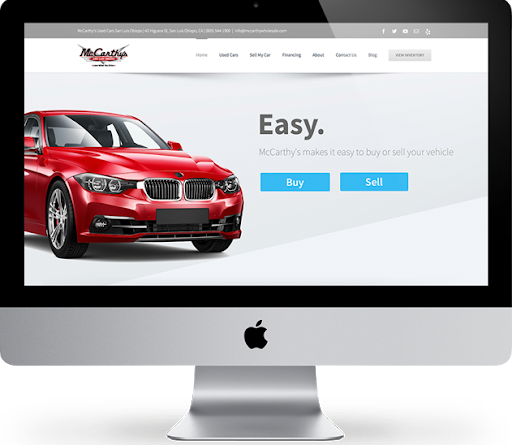 McCarthy's Used Cars San Luis Obispo | 40 Higuera St, San Luis Obispo, CA | (805) 544-1900 | info@mccarthyswholesale.com
McCarthy's
Home Used Cars Sell My Car Financing About Contact Us Blog VIEW INVENTORY
Easy.
McCarthy's makes it easy to buy or sell your vehicle
Buy Sell